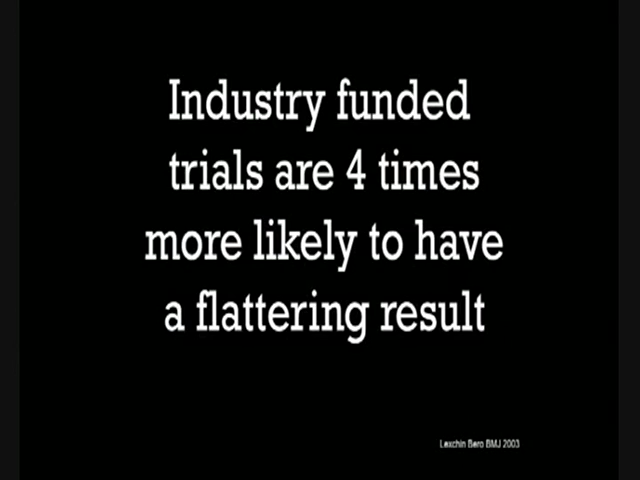 Industry funded
trials are 4 times
more likely to have
a flattering result
Lexchin Bero BMJ 2003